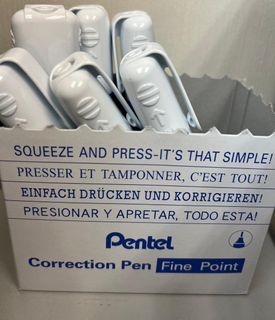 SQUEEZE AND PRESS-IT'S THAT SIMPLE!
PRESSER ET TAMPONNER, C'EST TOUT!
EINFACH DRÜCKEN UND KORRIGIEREN!
PRESIONAR Y APRETAR, TODO ESTA!
Pentel
Correction Pen Fine Point